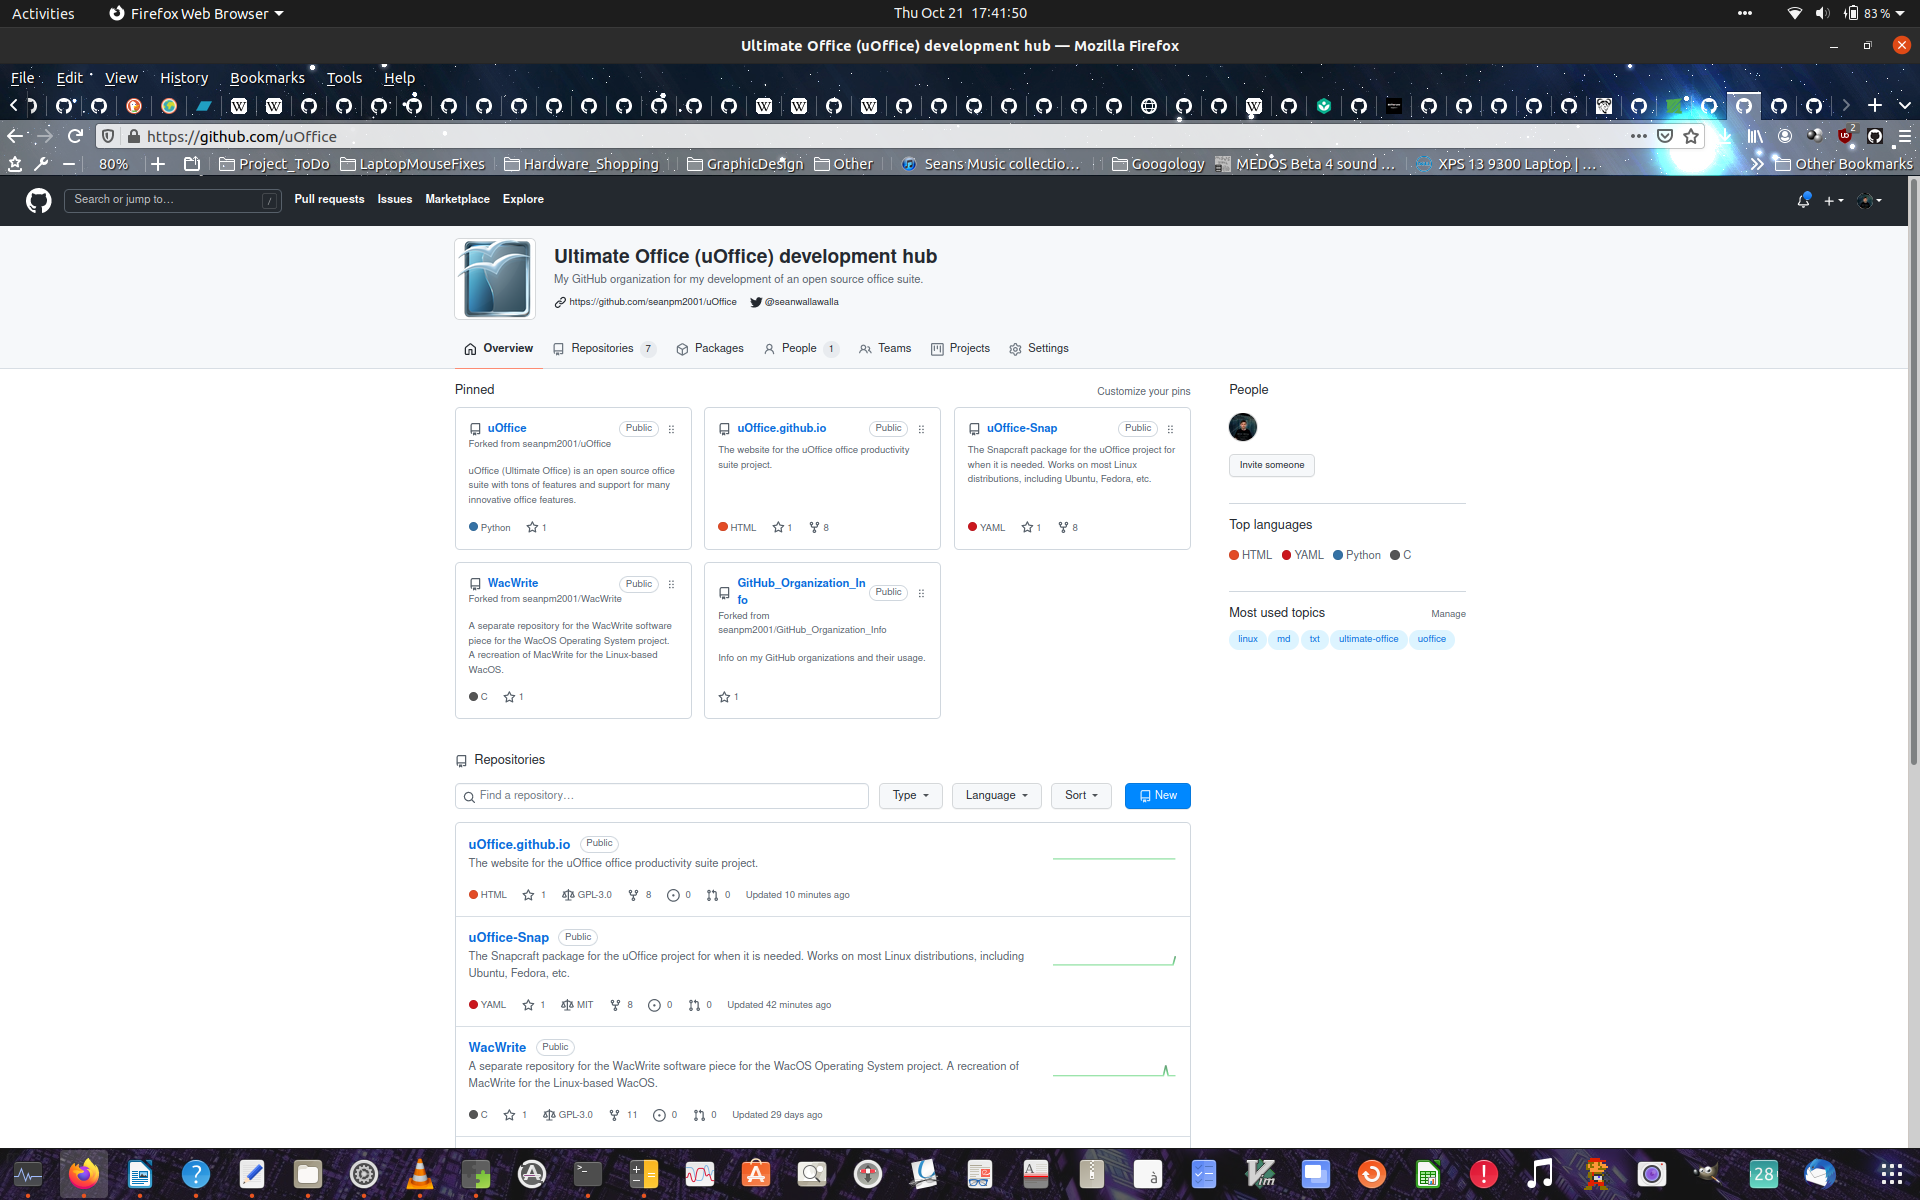 Activities
Firefox Web Browser
Thu Oct 21 17:41:50
83 %
Ultimate Office (uOffice) development hub — Mozilla Firefox
File Edit View History Bookmarks Tools Help
https://github.com/uOffice
80%
Project_ToDo
LaptopMouseFixes
Hardware_Shopping
GraphicDesign
Other
Seans Music collectio…
Googology
MEDOS Beta 4 sound …
XPS 13 9300 Laptop | …
Other Bookmarks
Search or jump to…
/
Pull requests Issues Marketplace Explore
Ultimate Office (uOffice) development hub
My GitHub organization for my development of an open source office suite.
https://github.com/seanpm2001/uOffice @seanwallawalla
Overview
Repositories 7
Packages
People 1
Teams
Projects
Settings
Pinned
Customize your pins
uOffice Public
Forked from seanpm2001/uOffice
uOffice (Ultimate Office) is an open source office
suite with tons of features and support for many
innovative office features.
Python 1
uOffice.github.io Public
The website for the uOffice office productivity
suite project.
HTML 1 8
uOffice-Snap Public
The Snapcraft package for the uOffice project for
when it is needed. Works on most Linux
distributions, including Ubuntu, Fedora, etc.
YAML 1 8
WacWrite Public
Forked from seanpm2001/WacWrite
A separate repository for the WacWrite software
piece for the WacOS Operating System project.
A recreation of MacWrite for the Linux-based
WacOS.
C 1
GitHub_Organization_In
fo
Public
Forked from
seanpm2001/GitHub_Organization_Info
Info on my GitHub organizations and their usage.
1
People
Invite someone
Top languages
HTML YAML Python C
Most used topics
Manage
linux md txt ultimate-office uoffice
Repositories
Find a repository…
Type
Language
Sort
New
uOffice.github.io Public
The website for the uOffice office productivity suite project.
HTML 1 GPL-3.0 8 0 0 Updated 10 minutes ago
uOffice-Snap Public
The Snapcraft package for the uOffice project for when it is needed. Works on most Linux distributions, including
Ubuntu, Fedora, etc.
YAML 1 MIT 8 0 0 Updated 42 minutes ago
WacWrite Public
A separate repository for the WacWrite software piece for the WacOS Operating System project. A recreation of
MacWrite for the Linux-based WacOS.
C 1 GPL-3.0 11 0 0 Updated 29 days ago
28